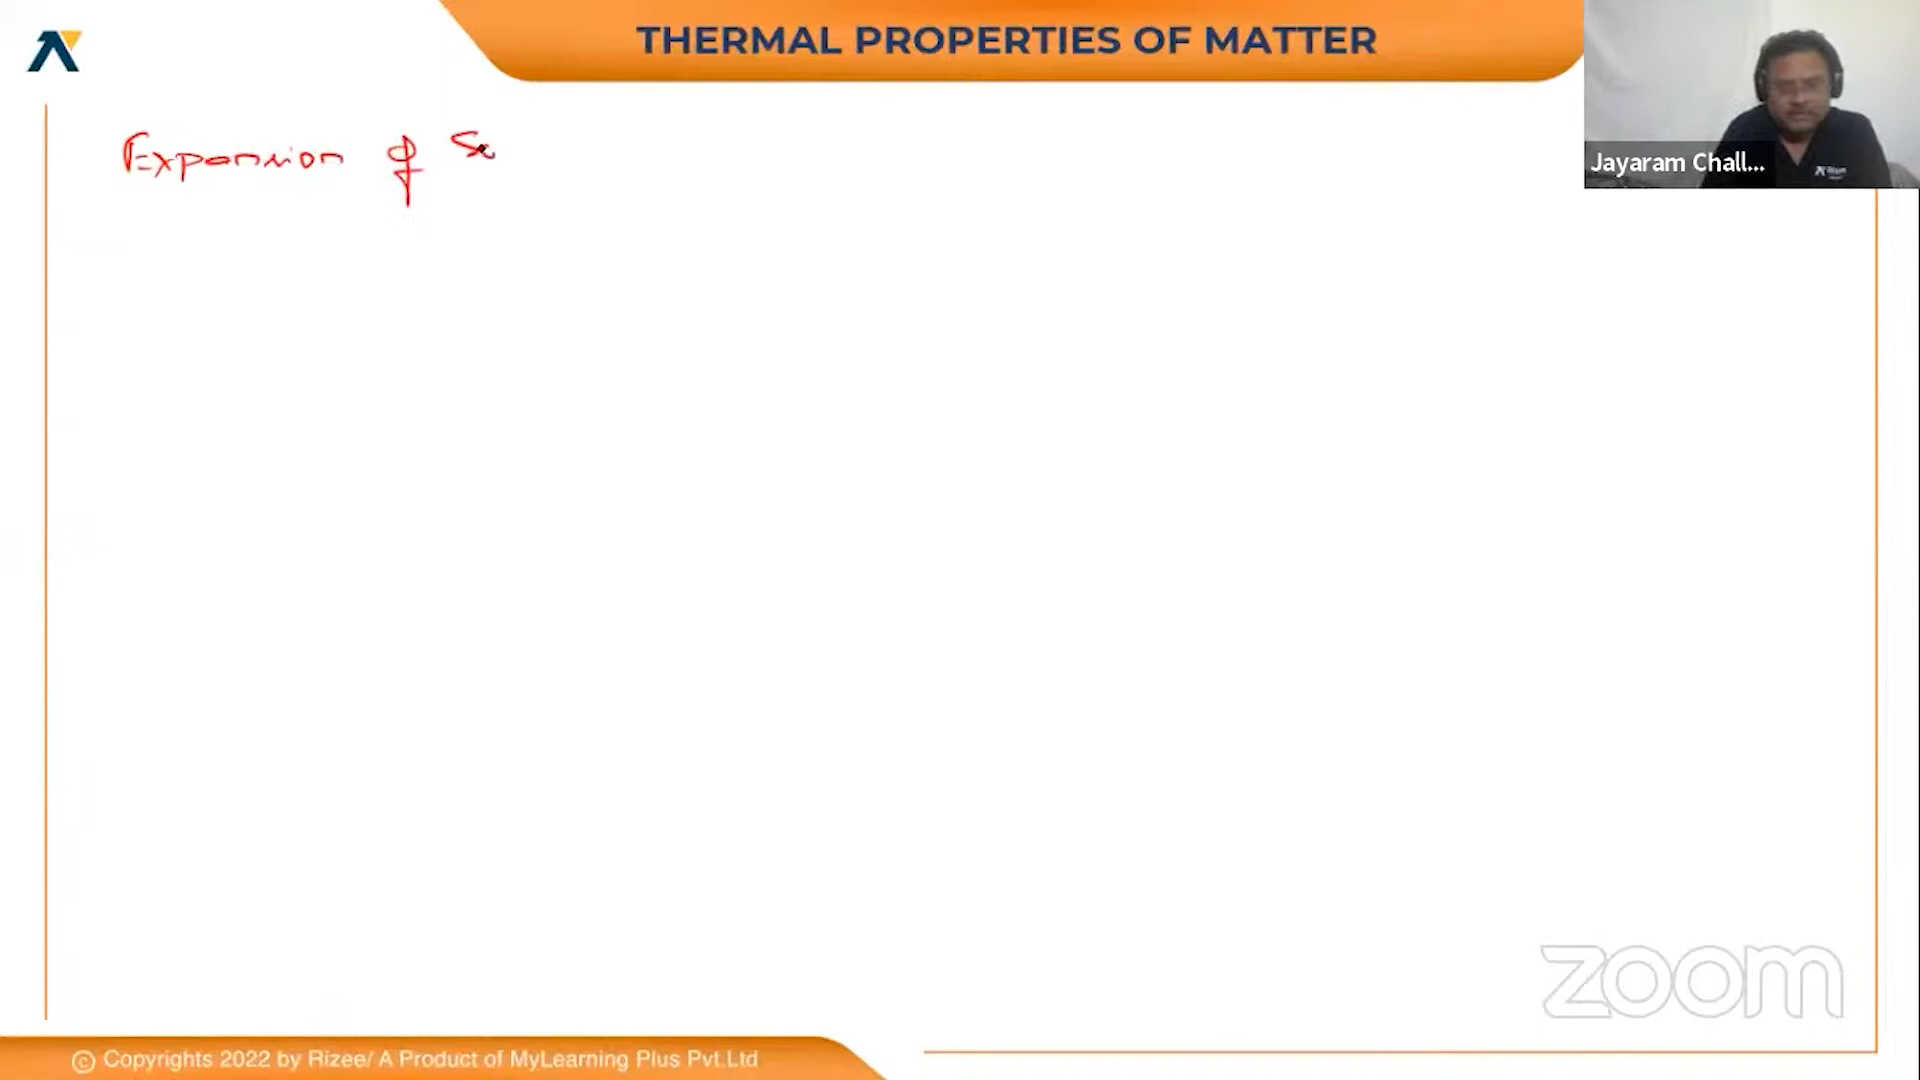 THERMAL PROPERTIES OF MATTER
Jayaram Chall...
Expansion of So
zoom
© Copyrights 2022 by Rizee/ A Product of MyLearning Plus Pvt.Ltd